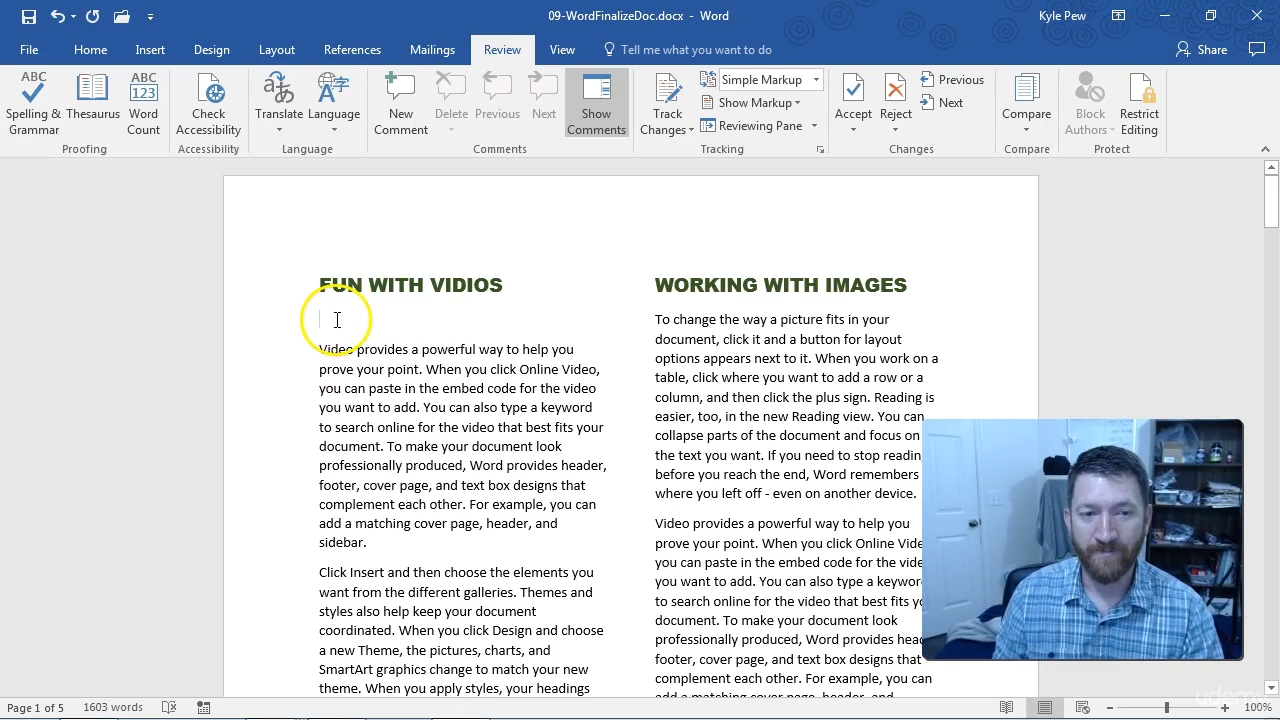 09-WordFinalizeDoc.docx - Word
Kyle Pew
File Home Insert Design Layout References Mailings Review View Tell me what you want to do Share
Spelling & Grammar
Thesaurus
Word Count
Proofing
Check Accessibility
Accessibility
Translate
Language
Language
New Comment
Delete
Previous
Next
Show Comments
Comments
Track Changes
Simple Markup
Show Markup
Reviewing Pane
Tracking
Accept
Reject
Previous
Next
Changes
Compare
Compare
Block Authors
Restrict Editing
Protect
FUN WITH VIDIOS
Video provides a powerful way to help you
prove your point. When you click Online Video,
you can paste in the embed code for the video
you want to add. You can also type a keyword
to search online for the video that best fits your
document. To make your document look
professionally produced, Word provides header,
footer, cover page, and text box designs that
complement each other. For example, you can
add a matching cover page, header, and
sidebar.
Click Insert and then choose the elements you
want from the different galleries. Themes and
styles also help keep your document
coordinated. When you click Design and choose
a new Theme, the pictures, charts, and
SmartArt graphics change to match your new
theme. When you apply styles, your headings
WORKING WITH IMAGES
To change the way a picture fits in your
document, click it and a button for layout
options appears next to it. When you work on a
table, click where you want to add a row or a
column, and then click the plus sign. Reading is
easier, too, in the new Reading view. You can
collapse parts of the document and focus on
the text you want. If you need to stop readin
before you reach the end, Word remembers
where you left off - even on another device.
Video provides a powerful way to help you
prove your point. When you click Online Vide
you can paste in the embed code for the vide
you want to add. You can also type a keywor
to search online for the video that best fits yo
document. To make your document look
professionally produced, Word provides head
footer, cover page, and text box designs that
complement each other. For example, you can
add a matching cover page, header, and
Page 1 of 5 1603 words 100%
udemy